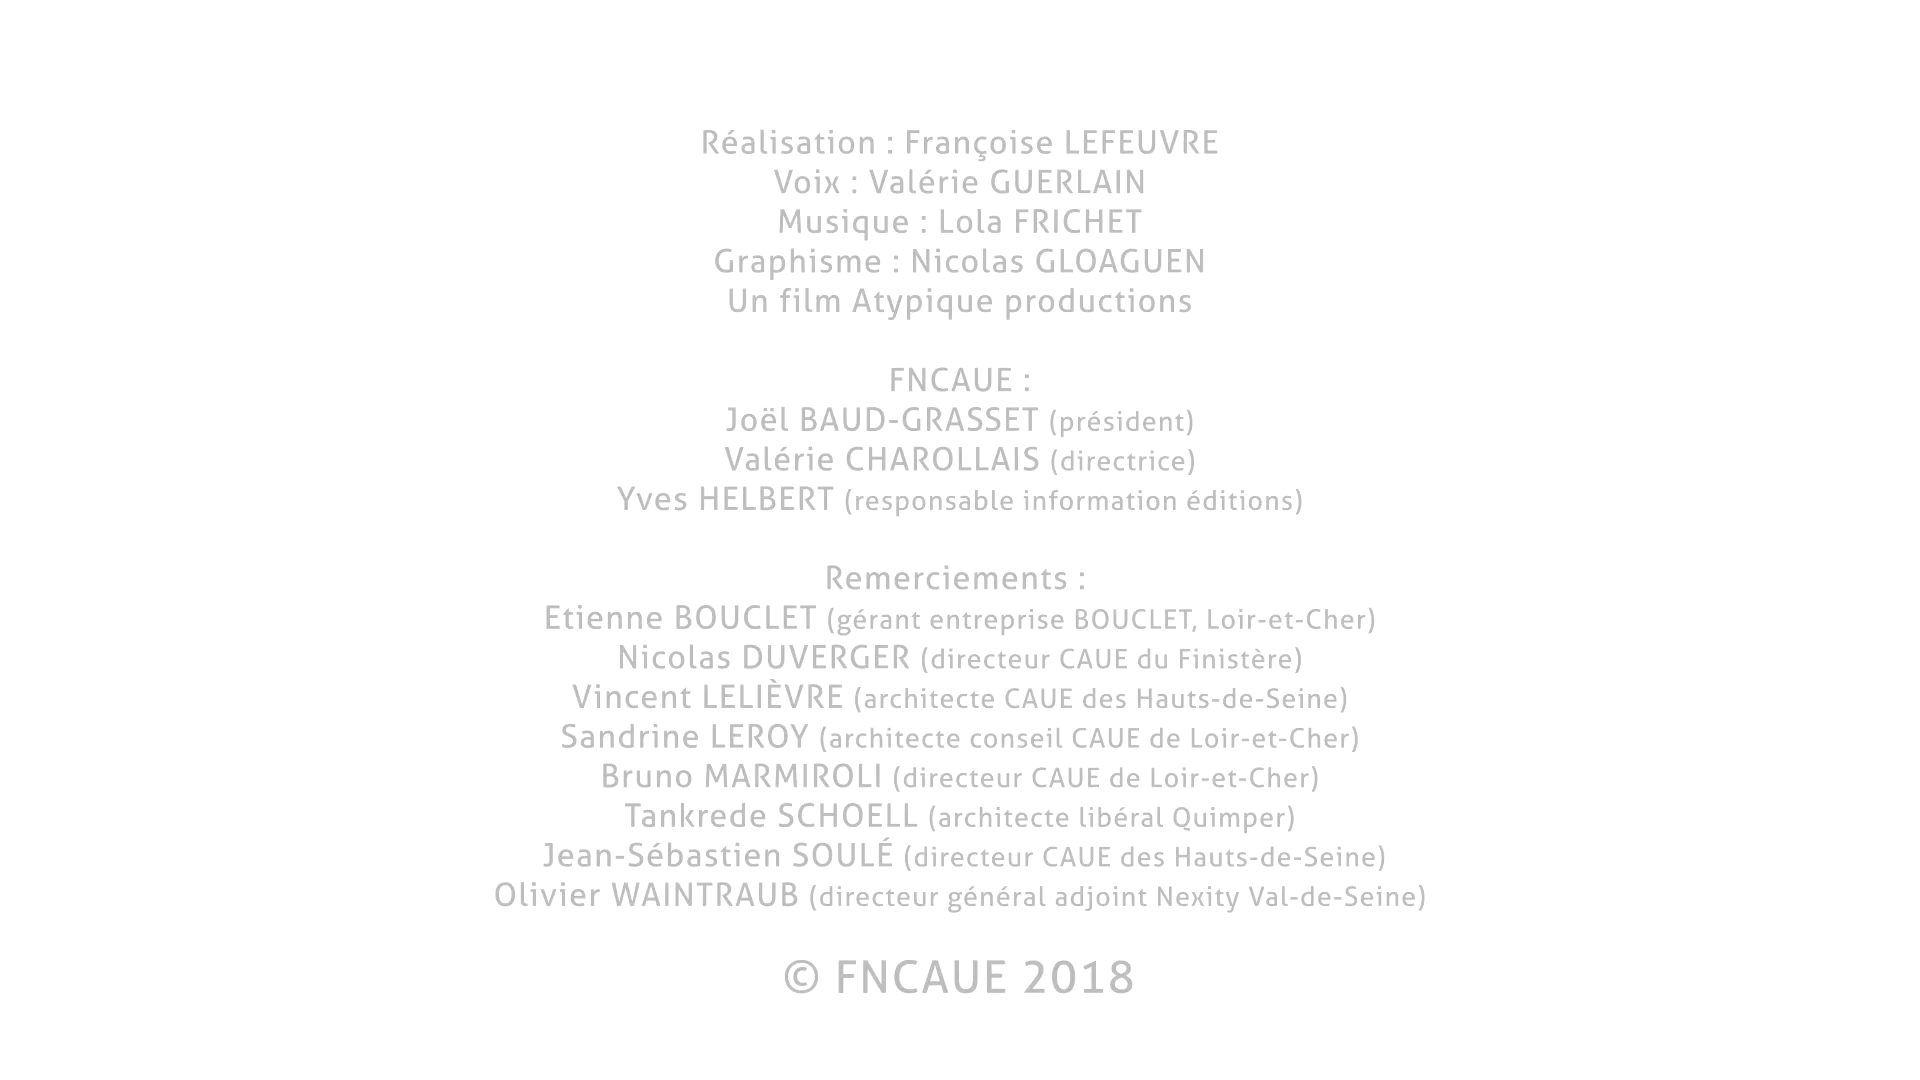 Réalisation : Françoise LEFEUVRE
Voix : Valérie GUERLAIN
Musique : Lola FRICHET
Graphisme : Nicolas GLOAGUEN
Un film Atypique productions
FNCAUE :
Joël BAUD-GRASSET (président)
Valérie CHAROLLAIS (directrice)
Yves HELBERT (responsable information éditions)
Remerciements :
Etienne BOUCLET (gérant entreprise BOUCLET, Loir-et-Cher)
Nicolas DUVERGER (directeur CAUE du Finistère)
Vincent LELIÈVRE (architecte CAUE des Hauts-de-Seine)
Sandrine LEROY (architecte conseil CAUE de Loir-et-Cher)
Bruno MARMIROLI (directeur CAUE de Loir-et-Cher)
Tankrede SCHOELL (architecte libéral Quimper)
Jean-Sébastien SOULÉ (directeur CAUE des Hauts-de-Seine)
Olivier WAINTRAUB (directeur général adjoint Nexity Val-de-Seine)
© FNCAUE 2018